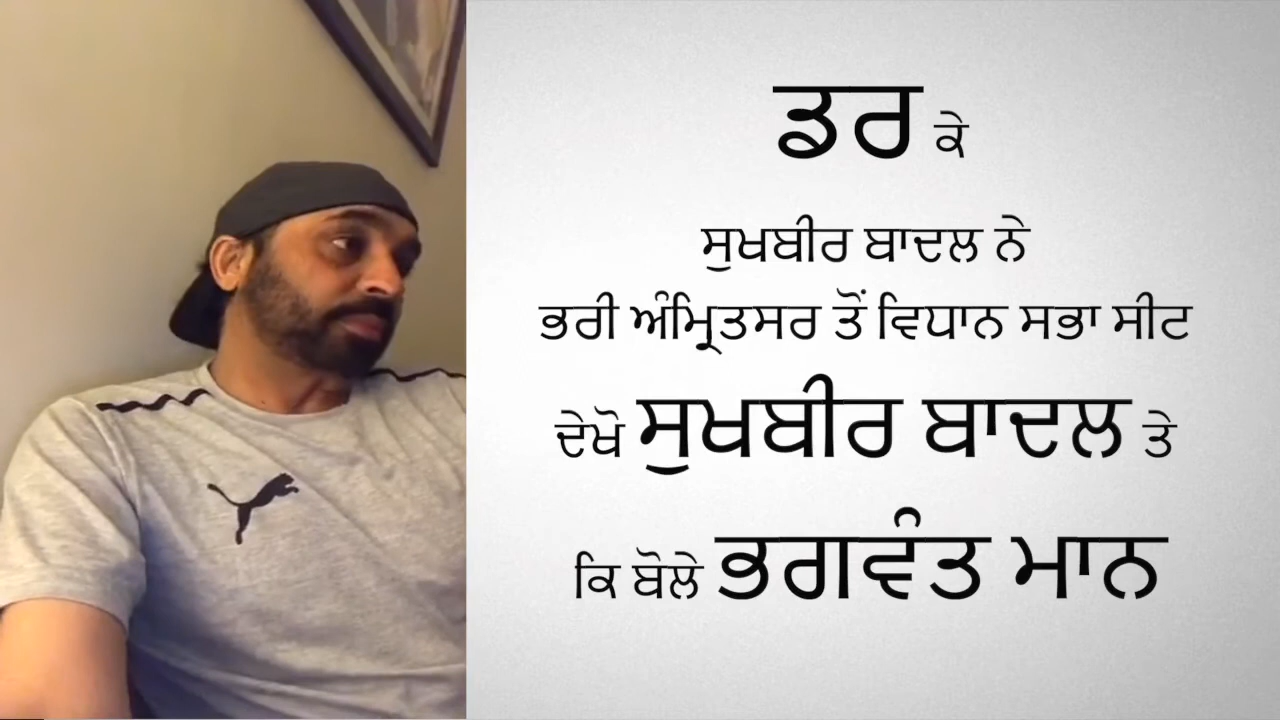 ਡਰ ਕੇ
ਸੁਖਬੀਰ ਬਾਦਲ ਨੇ
ਭਰੀ ਅੰਮ੍ਰਿਤਸਰ ਤੋਂ ਵਿਧਾਨ ਸਭਾ ਸੀਟ
ਦੇਖੋ ਸੁਖਬੀਰ ਬਾਦਲ ਤੇ
ਕਿ ਬੋਲੇ ਭਗਵੰਤ ਮਾਨ